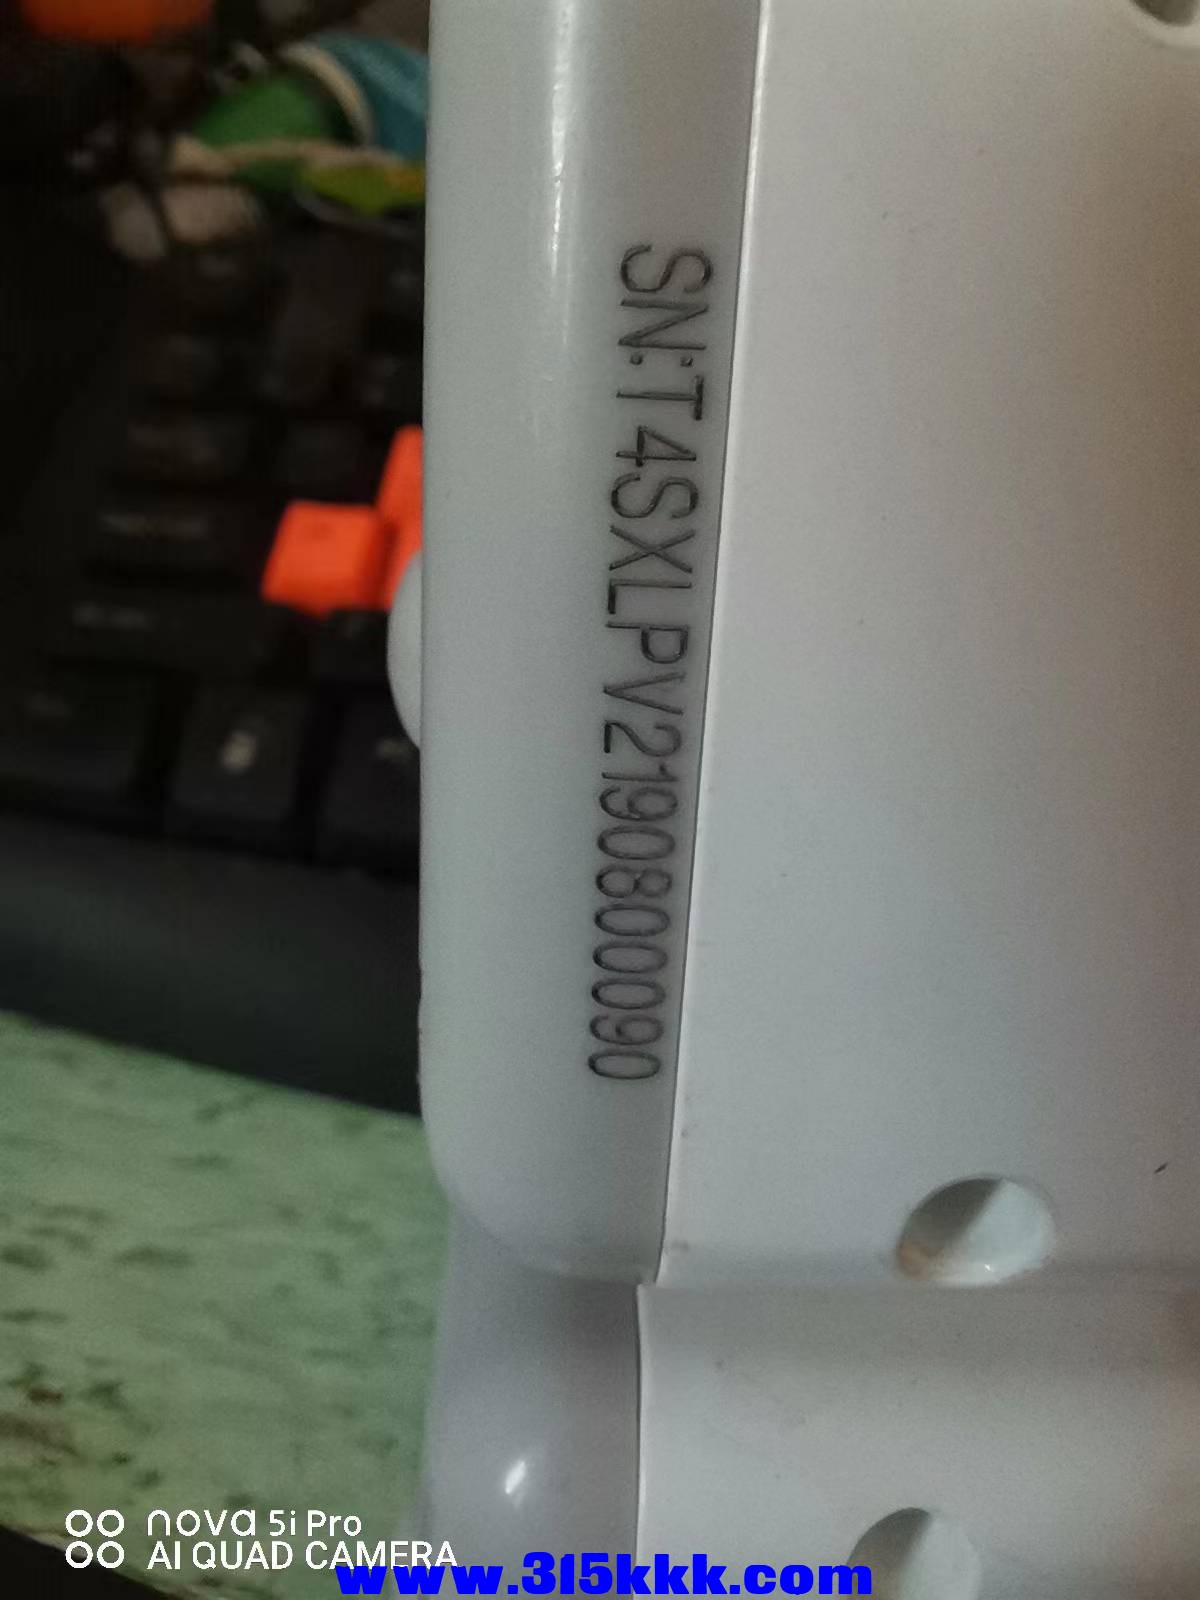 SN:T4SXLPV2190800090
nova 5i Pro
AI QUAD CAMERA
www.315kkk.com